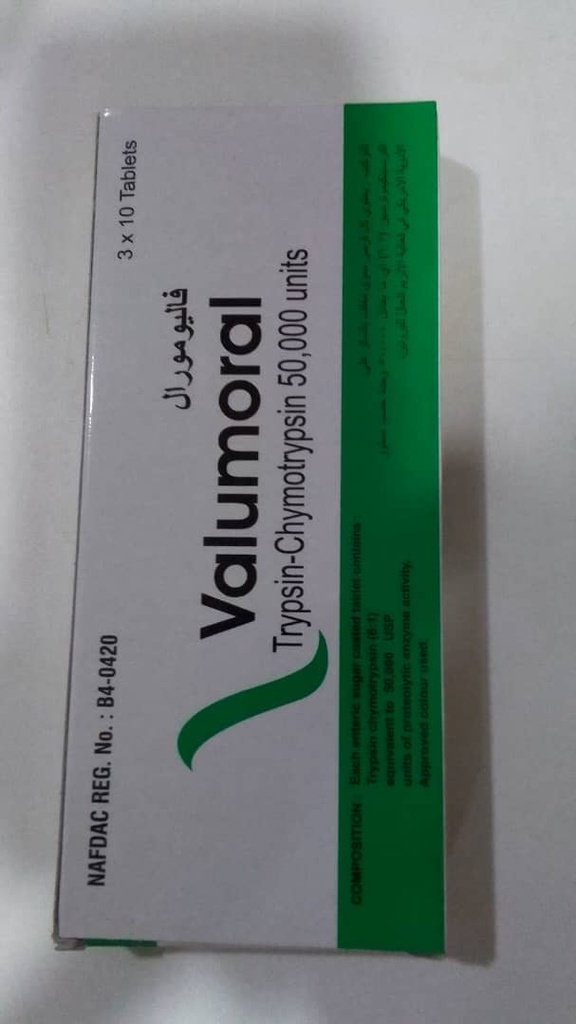 NAFDAC REG. No. : B4-0420
3 x 10 Tablets
ڤاليومورال
Valumoral
Trypsin-Chymotrypsin 50,000 units
COMPOSITION : Each enteric sugar coated tablet contains :
Trypsin-chymotrypsin (6:1)
equivalent to 50,000 USP
units of proteolytic enzyme activity.
Approved colour used.